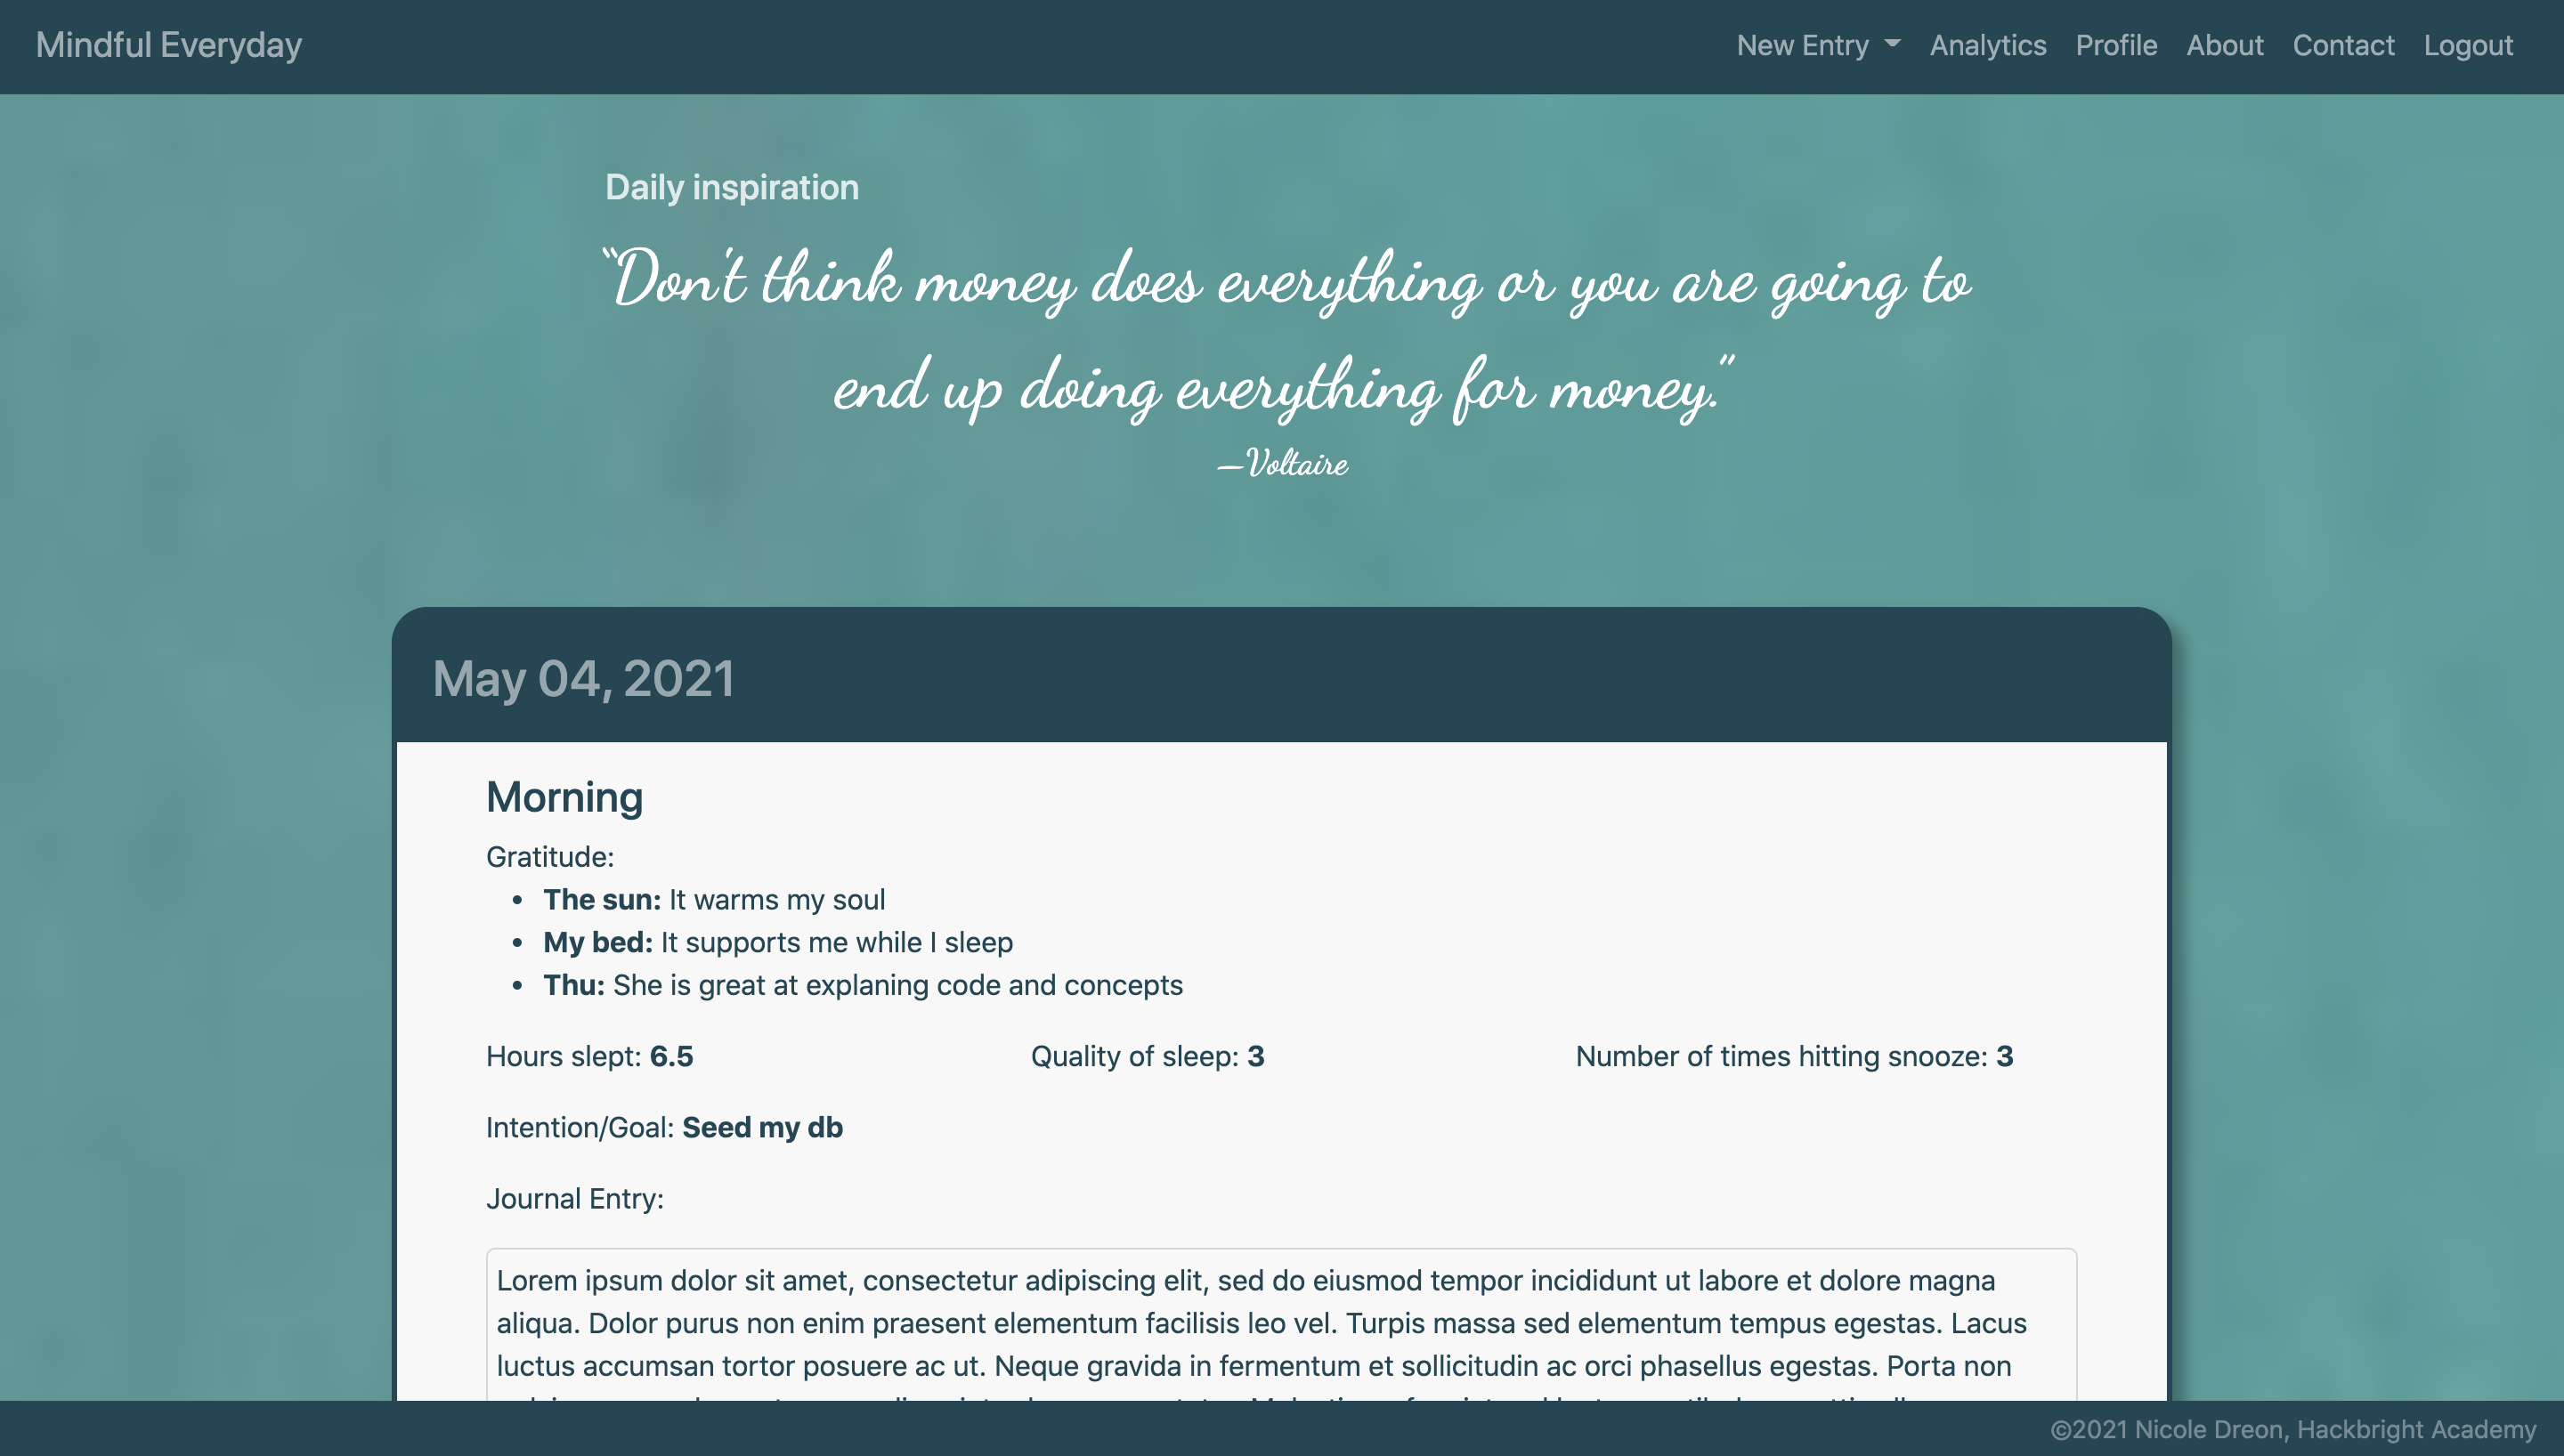 Mindful Everyday
New Entry Analytics Profile About Contact Logout
Daily inspiration
“Don't think money does everything or you are going to
end up doing everything for money.”
—Voltaire
May 04, 2021
Morning
Gratitude:
• The sun: It warms my soul
• My bed: It supports me while I sleep
• Thu: She is great at explaning code and concepts
Hours slept: 6.5 Quality of sleep: 3 Number of times hitting snooze: 3
Intention/Goal: Seed my db
Journal Entry:
Lorem ipsum dolor sit amet, consectetur adipiscing elit, sed do eiusmod tempor incididunt ut labore et dolore magna
aliqua. Dolor purus non enim praesent elementum facilisis leo vel. Turpis massa sed elementum tempus egestas. Lacus
luctus accumsan tortor posuere ac ut. Neque gravida in fermentum et sollicitudin ac orci phasellus egestas. Porta non
©2021 Nicole Dreon, Hackbright Academy